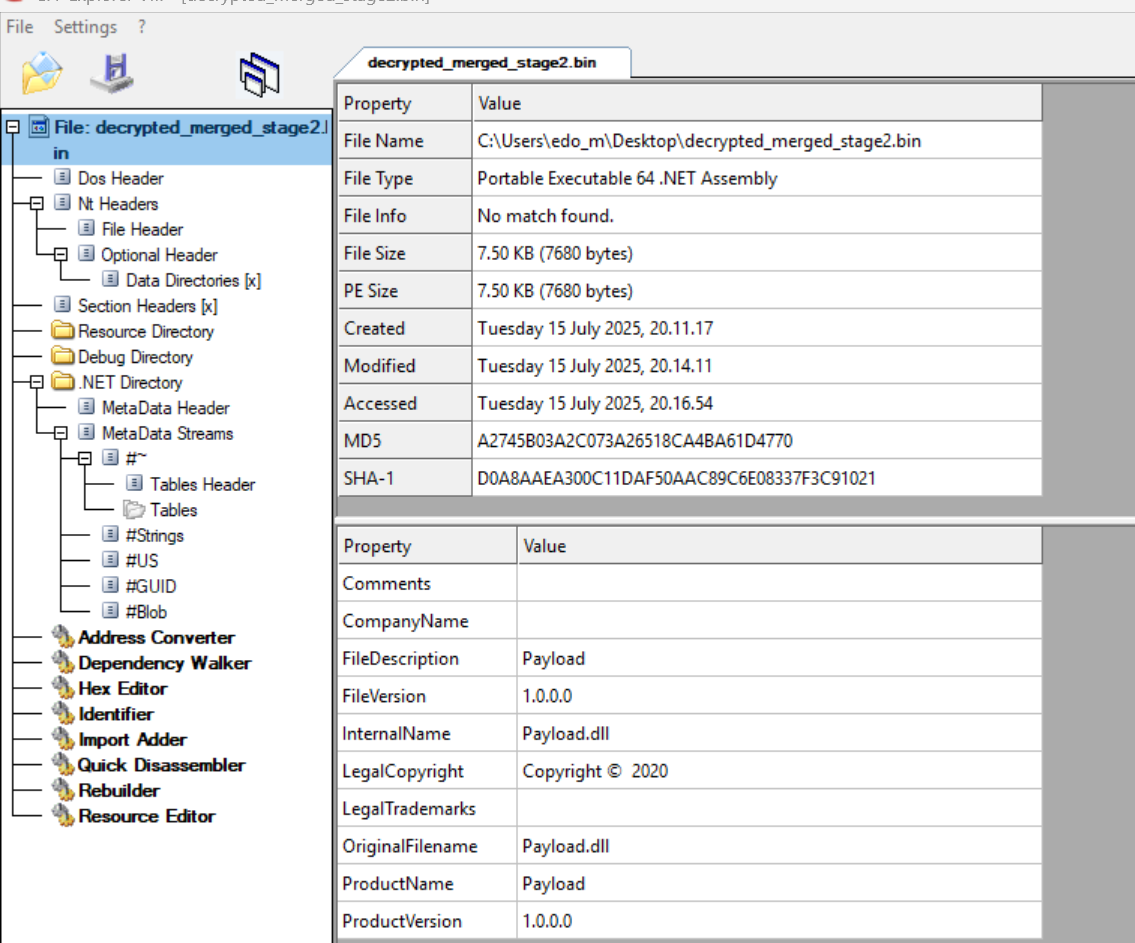 CFF Explorer VIII - [decrypted_merged_stage2.bin]
File Settings ?
decrypted_merged_stage2.bin
File: decrypted_merged_stage2.b
in
Dos Header
Nt Headers
File Header
Optional Header
Data Directories [x]
Section Headers [x]
Resource Directory
Debug Directory
.NET Directory
MetaData Header
MetaData Streams
#~
Tables Header
Tables
#Strings
#US
#GUID
#Blob
Address Converter
Dependency Walker
Hex Editor
Identifier
Import Adder
Quick Disassembler
Rebuilder
Resource Editor
Property Value
File Name C:\Users\edo_m\Desktop\decrypted_merged_stage2.bin
File Type Portable Executable 64 .NET Assembly
File Info No match found.
File Size 7.50 KB (7680 bytes)
PE Size 7.50 KB (7680 bytes)
Created Tuesday 15 July 2025, 20.11.17
Modified Tuesday 15 July 2025, 20.14.11
Accessed Tuesday 15 July 2025, 20.16.54
MD5 A2745B03A2C073A26518CA4BA61D4770
SHA-1 D0A8AAEA300C11DAF50AAC89C6E08337F3C91021
Property Value
Comments
CompanyName
FileDescription Payload
FileVersion 1.0.0.0
InternalName Payload.dll
LegalCopyright Copyright © 2020
LegalTrademarks
OriginalFilename Payload.dll
ProductName Payload
ProductVersion 1.0.0.0